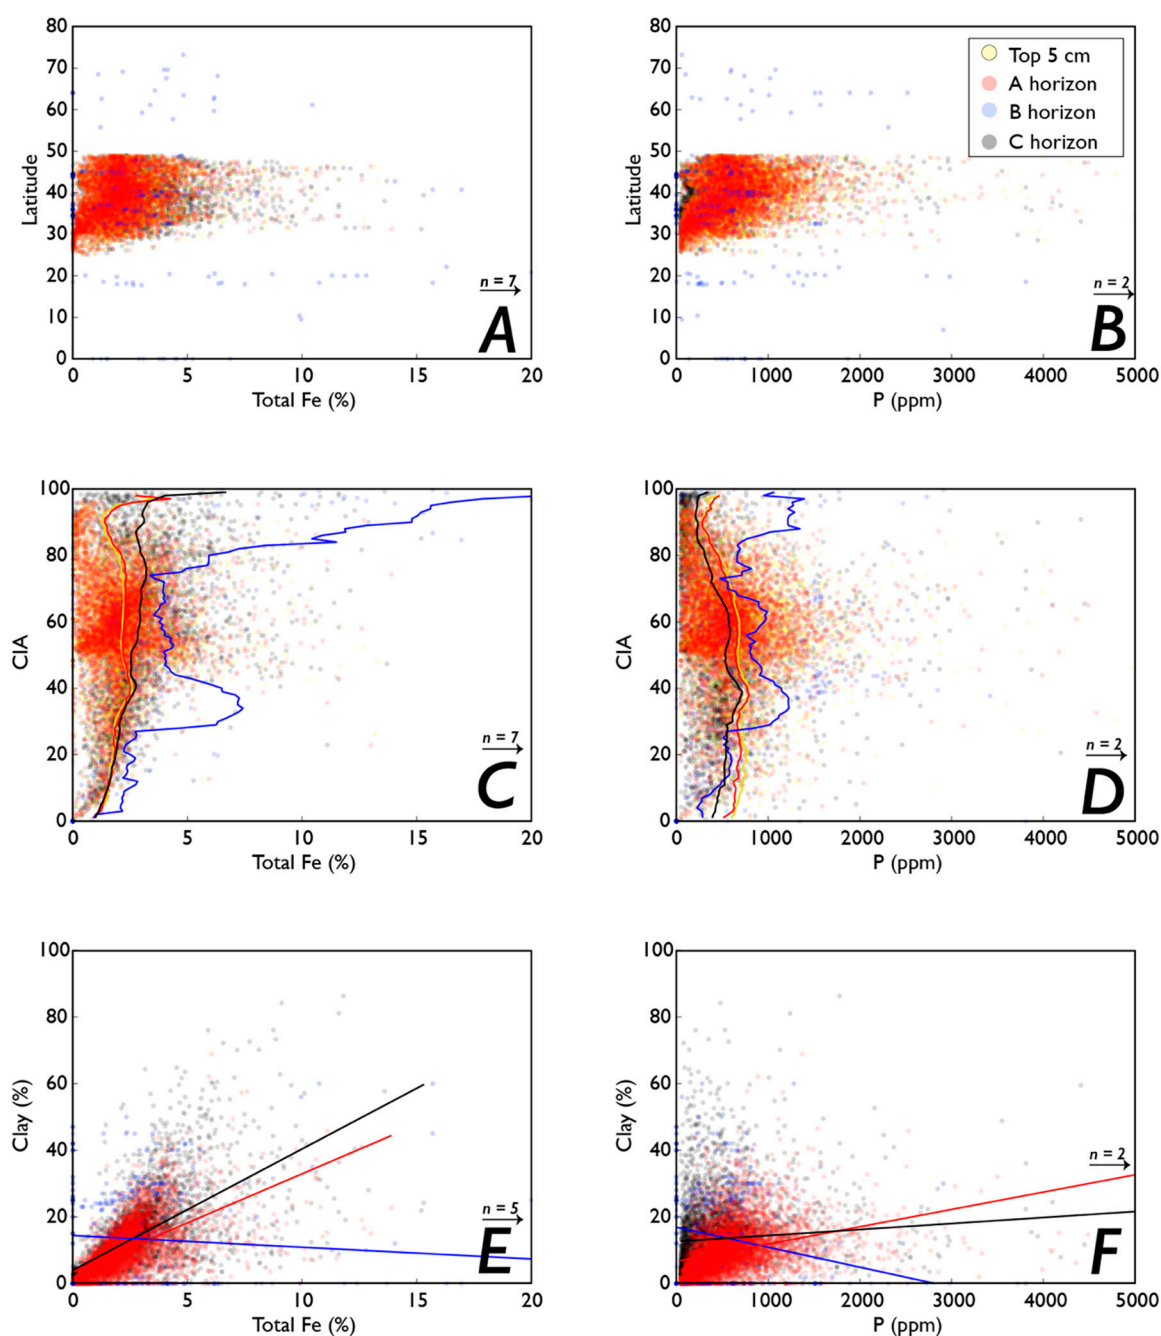 80
70
60
50
40
30
20
10
0
Latitude
0 5 10 15 20
Total Fe (%)
n = 7
A
80
70
60
50
40
30
20
10
0
Latitude
0 1000 2000 3000 4000 5000
P (ppm)
Top 5 cm
A horizon
B horizon
C horizon
n = 2
B
100
80
60
40
20
0
CIA
0 5 10 15 20
Total Fe (%)
n = 7
C
100
80
60
40
20
0
CIA
0 1000 2000 3000 4000 5000
P (ppm)
n = 2
D
100
80
60
40
20
0
Clay (%)
0 5 10 15 20
Total Fe (%)
n = 5
E
100
80
60
40
20
0
Clay (%)
0 1000 2000 3000 4000 5000
P (ppm)
n = 2
F